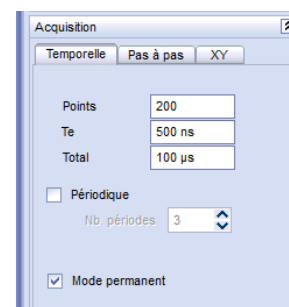 Acquisition
Temporelle Pas à pas XY
Points 200
Te 500 ns
Total 100 µs
Périodique
Nb. périodes 3
Mode permanent